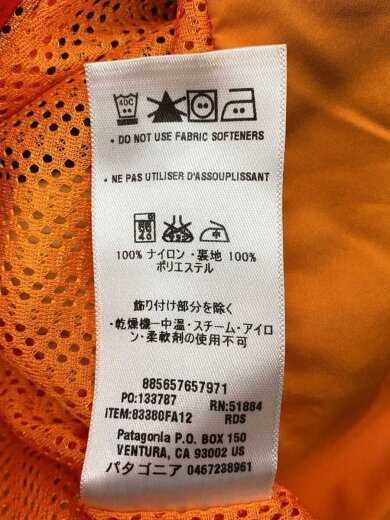 40C
• DO NOT USE FABRIC SOFTENERS
• NE PAS UTILISER D'ASSOUPLISSANT
40
100% ナイロン・裏地 100%
ポリエステル
飾り付け部分を除く
・乾燥機ー中温・スチーム・アイロ
ン・柔軟剤の使用不可
885657657971
PO:133787 RN:51884
ITEM:83380FA12 RDS
Patagonia P.O. BOX 150
VENTURA, CA 93002 US
パタゴニア 0467238961